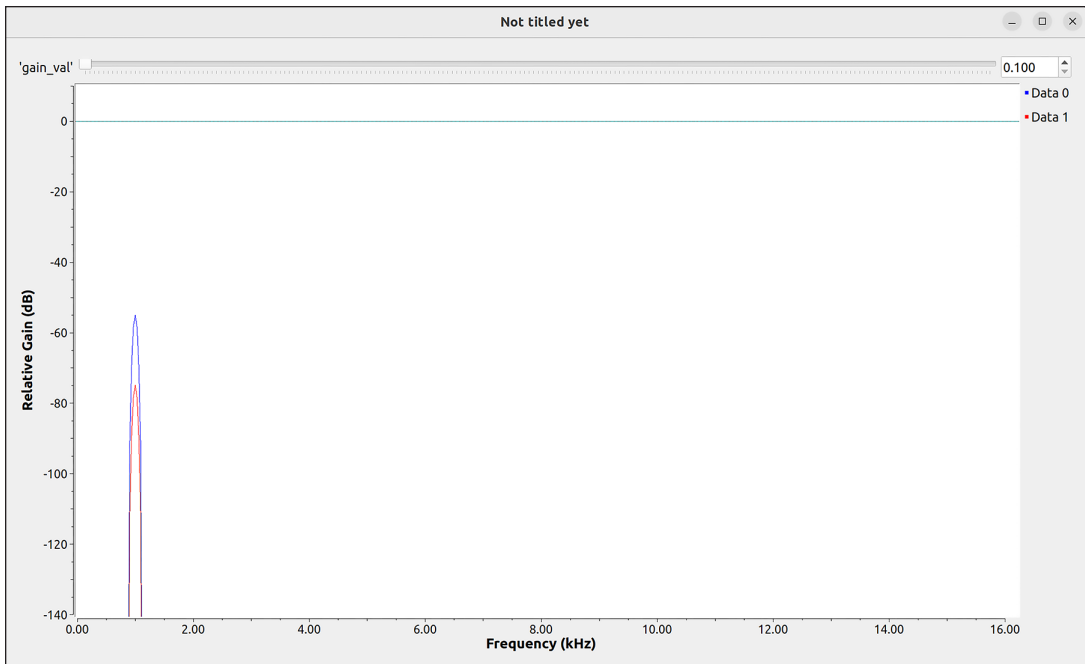 Not titled yet
'gain_val'
0.100
Data 0
Data 1
Relative Gain (dB)
0
-20
-40
-60
-80
-100
-120
-140
0.00 2.00 4.00 6.00 8.00 10.00 12.00 14.00 16.00
Frequency (kHz)